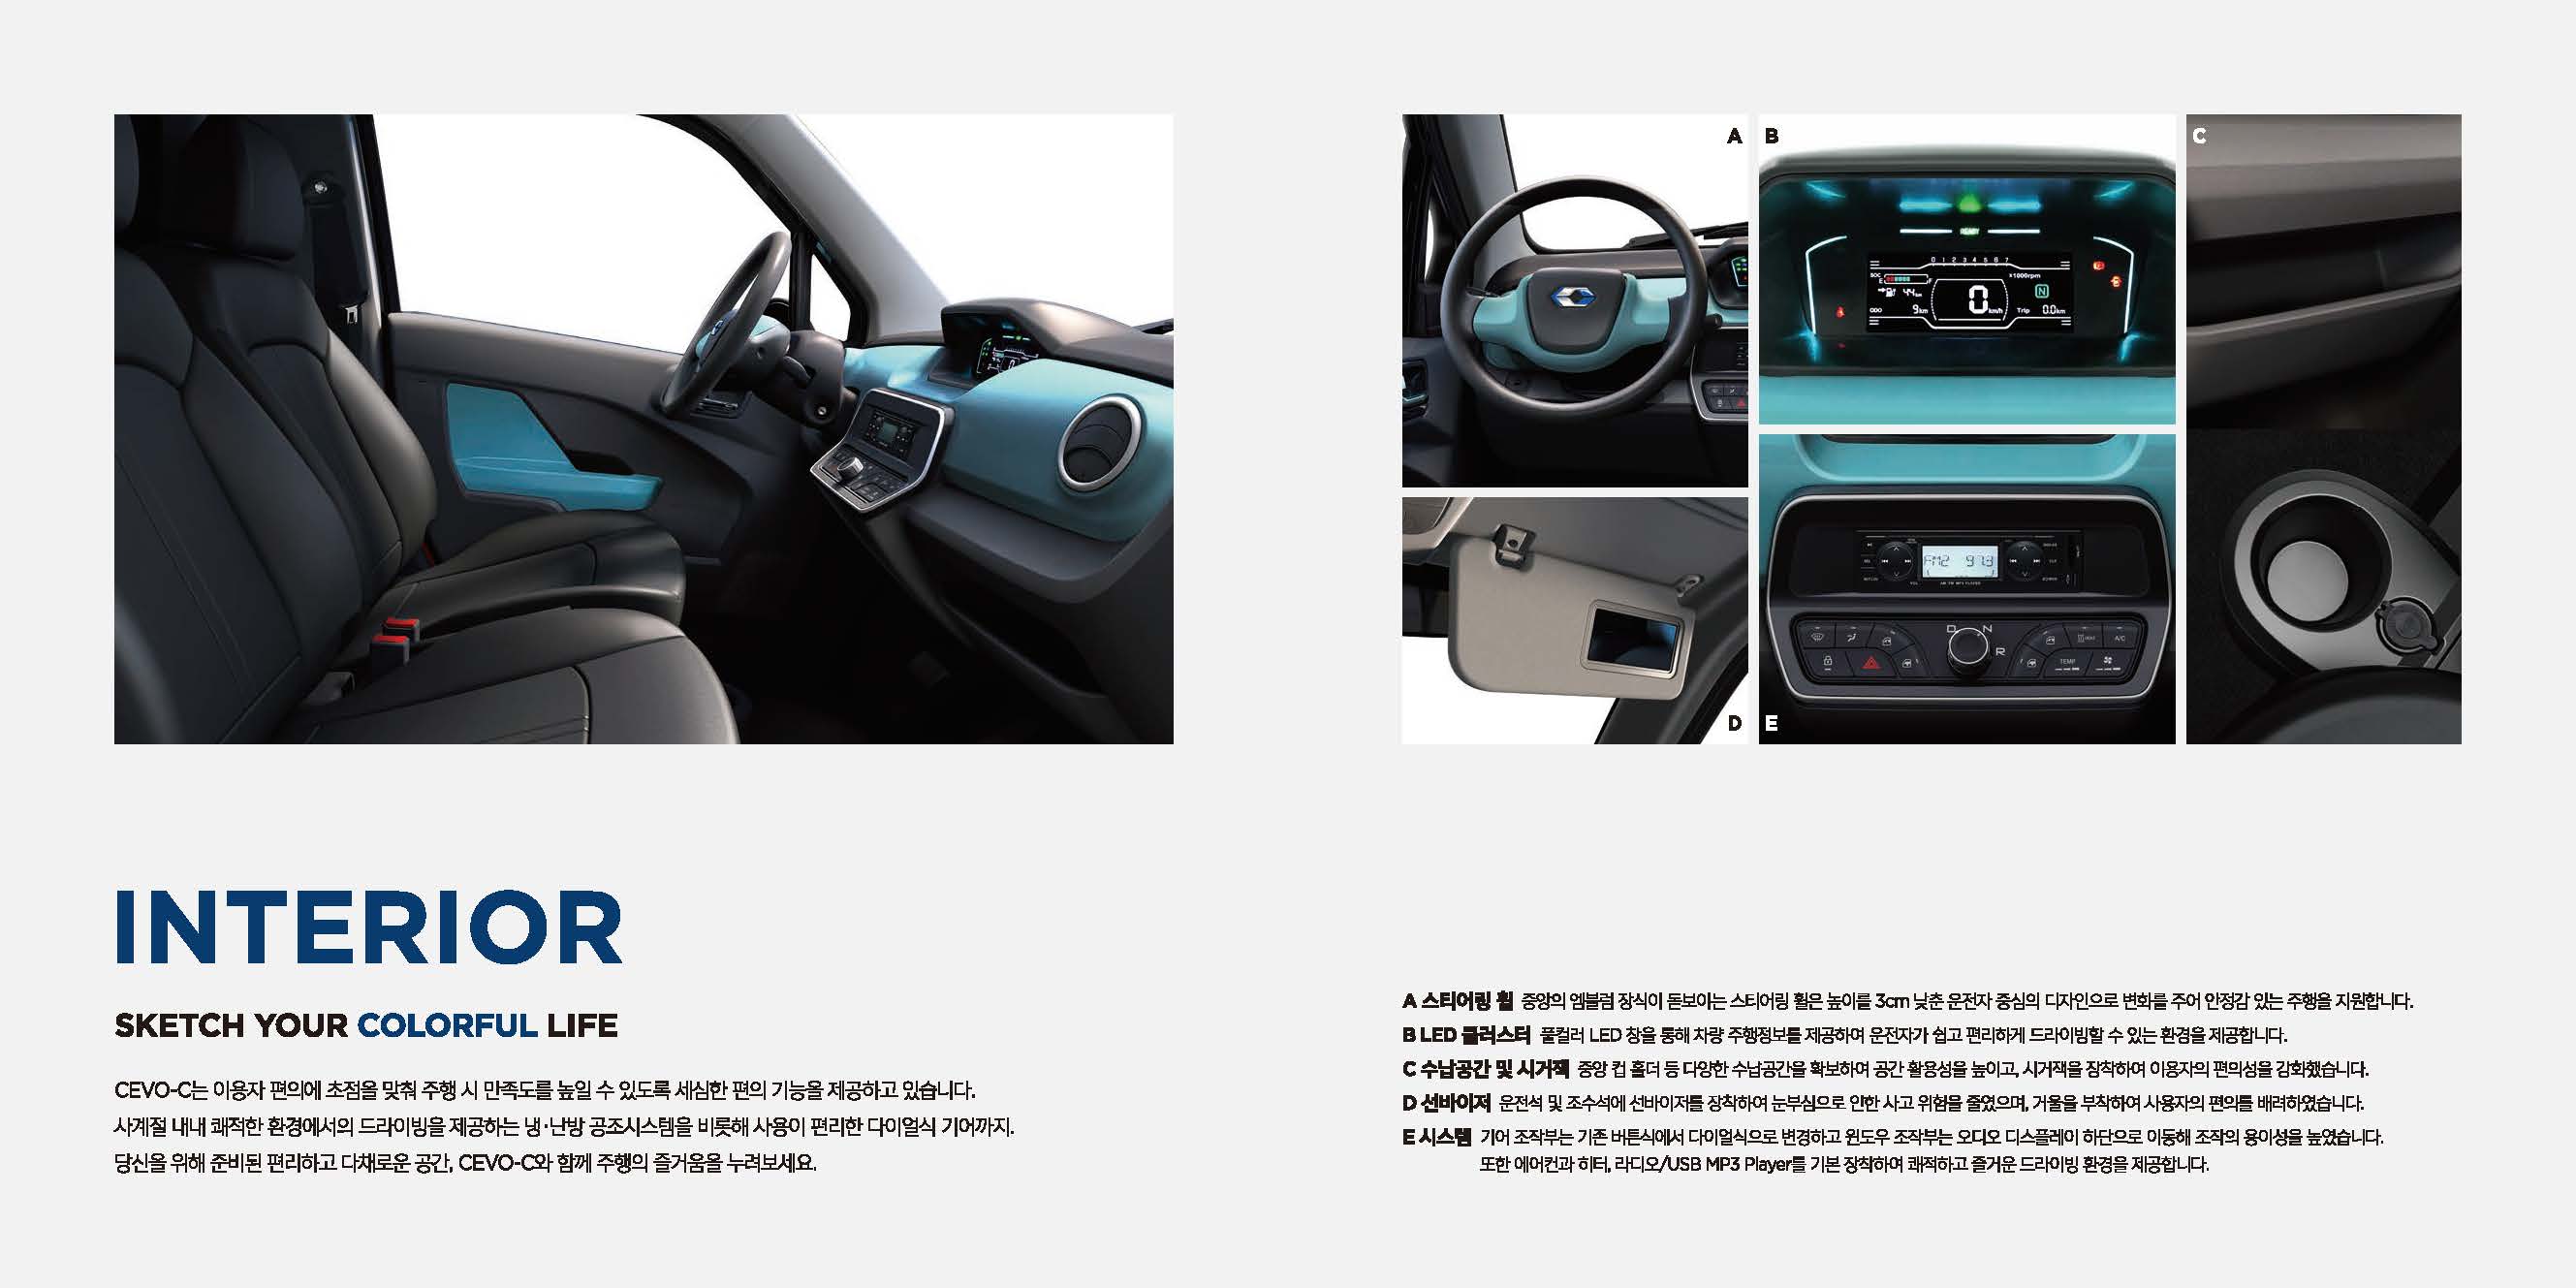 A
B
C
READY
0 1 2 3 4 5 6 7
x1000rpm
SOC
E F
44km
N
ODO 9km
0 km/h
Trip 0.0km
FM2 97.3
AM FM MP3 PLAYER
D N
R
A/C
TEMP
D
E
INTERIOR
SKETCH YOUR COLORFUL LIFE
CEVO-C는 이용자 편의에 초점을 맞춰 주행 시 만족도를 높일 수 있도록 세심한 편의 기능을 제공하고 있습니다.
사계절 내내 쾌적한 환경에서의 드라이빙을 제공하는 냉·난방 공조시스템을 비롯해 사용이 편리한 다이얼식 기어까지.
당신을 위해 준비된 편리하고 다채로운 공간, CEVO-C와 함께 주행의 즐거움을 누려보세요.
A 스티어링 휠 중앙의 엠블럼 장식이 돋보이는 스티어링 휠은 높이를 3cm 낮춘 운전자 중심의 디자인으로 변화를 주어 안정감 있는 주행을 지원합니다.
B LED 클러스터 풀컬러 LED 창을 통해 차량 주행정보를 제공하여 운전자가 쉽고 편리하게 드라이빙할 수 있는 환경을 제공합니다.
C 수납공간 및 시거잭 중앙 컵 홀더 등 다양한 수납공간을 확보하여 공간 활용성을 높이고, 시거잭을 장착하여 이용자의 편의성을 강화했습니다.
D 선바이저 운전석 및 조수석에 선바이저를 장착하여 눈부심으로 인한 사고 위험을 줄였으며, 거울을 부착하여 사용자의 편의를 배려하였습니다.
E 시스템 기어 조작부는 기존 버튼식에서 다이얼식으로 변경하고 윈도우 조작부는 오디오 디스플레이 하단으로 이동해 조작의 용이성을 높였습니다.
또한 에어컨과 히터, 라디오/USB MP3 Player를 기본 장착하여 쾌적하고 즐거운 드라이빙 환경을 제공합니다.